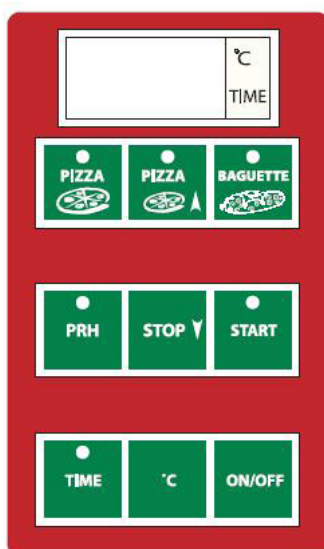 °C
TIME
PIZZA PIZZA BAGUETTE
PRH STOP START
TIME °C ON/OFF